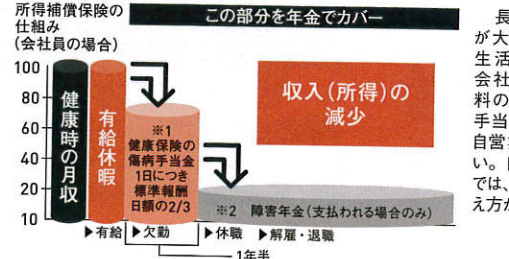 所得補償保険の
仕組み
(会社員の場合)
この部分を年金でカバー
100
80
60
40
20
10
健康時の月収
有給休暇
※1
健康保険の
傷病手当金
1日につき
標準報酬
日額の2/3
収入(所得)の
減少
※2 障害年金(支払われる場合のみ)
▶有給
▶欠勤
▶休職
▶解雇・退職
1年半
長
が大
生活
会社
料の
手当
自営
い。
では、
え方が